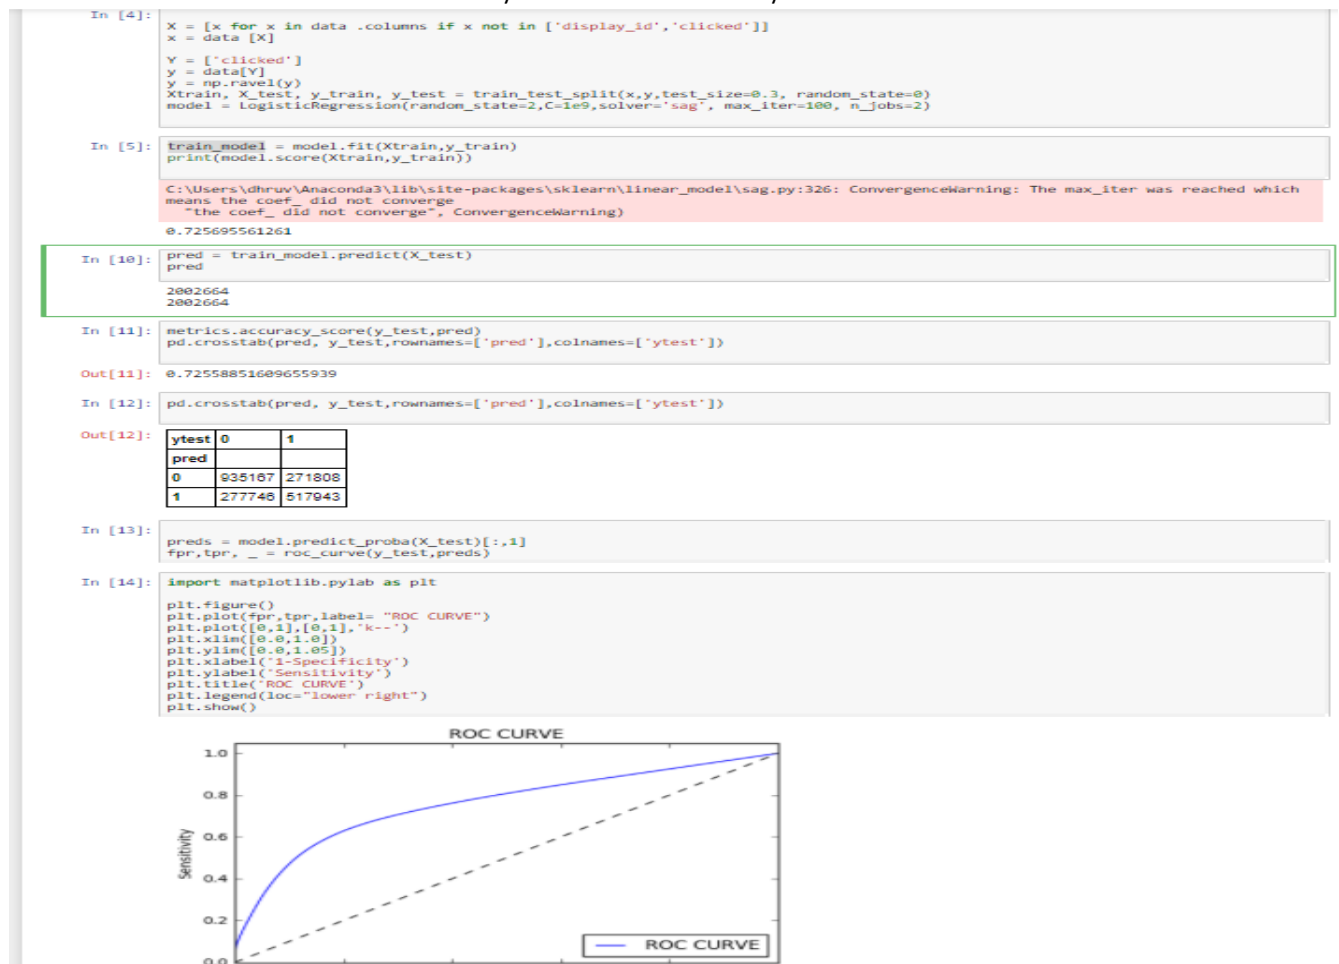 In [4]:
X = [x for x in data .columns if x not in ['display_id','clicked']]
x = data [X]
Y = ['clicked']
y = data[Y]
y = np.ravel(y)
Xtrain, X_test, y_train, y_test = train_test_split(x,y,test_size=0.3, random_state=0)
model = LogisticRegression(random_state=2,C=1e9,solver='sag', max_iter=100, n_jobs=2)
In [5]: train_model = model.fit(Xtrain,y_train)
print(model.score(Xtrain,y_train))
C:\Users\dhruv\Anaconda3\lib\site-packages\sklearn\linear_model\sag.py:326: ConvergenceWarning: The max_iter was reached which
means the coef_ did not converge
"the coef_ did not converge", ConvergenceWarning)
0.725695561261
In [10]: pred = train_model.predict(X_test)
pred
2002664
2002664
In [11]: metrics.accuracy_score(y_test,pred)
pd.crosstab(pred, y_test,rownames=['pred'],colnames=['ytest'])
Out[11]: 0.72558851609655939
In [12]: pd.crosstab(pred, y_test,rownames=['pred'],colnames=['ytest'])
Out[12]:
ytest 0 1
pred
0 935167 271808
1 277746 517943
In [13]:
preds = model.predict_proba(X_test)[:,1]
fpr,tpr, _ = roc_curve(y_test,preds)
In [14]: import matplotlib.pylab as plt
plt.figure()
plt.plot(fpr,tpr,label= "ROC CURVE")
plt.plot([0,1],[0,1],'k--')
plt.xlim([0.0,1.0])
plt.ylim([0.0,1.05])
plt.xlabel('1-Specificity')
plt.ylabel('Sensitivity')
plt.title('ROC CURVE')
plt.legend(loc="lower right")
plt.show()
ROC CURVE
1.0
0.8
0.6
Sensitivity
0.4
0.2
ROC CURVE
0.0